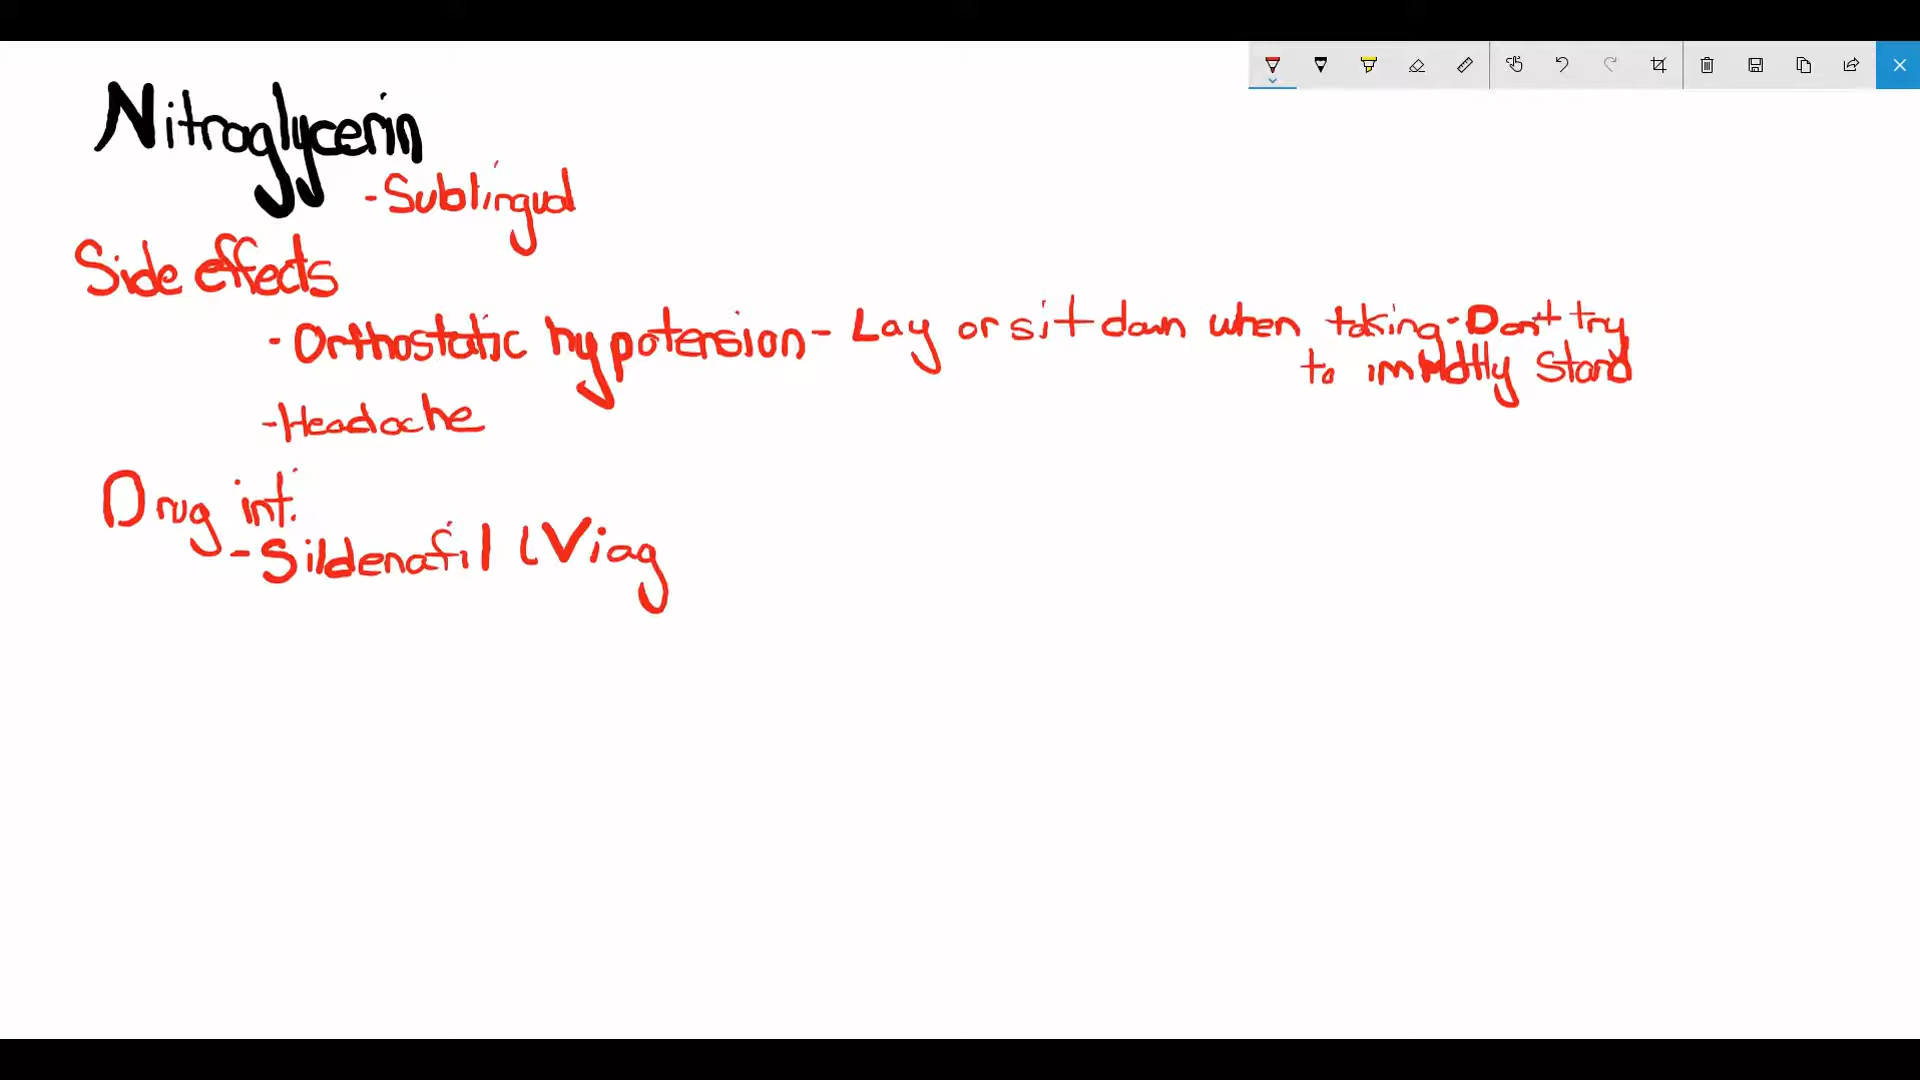 Nitroglycerin
- Sublingual
Side effects
- Orthostatic hypotension - Lay or sit down when taking - Don't try
to stand
- Headache
Drug int:
- Sildenafil (Viag